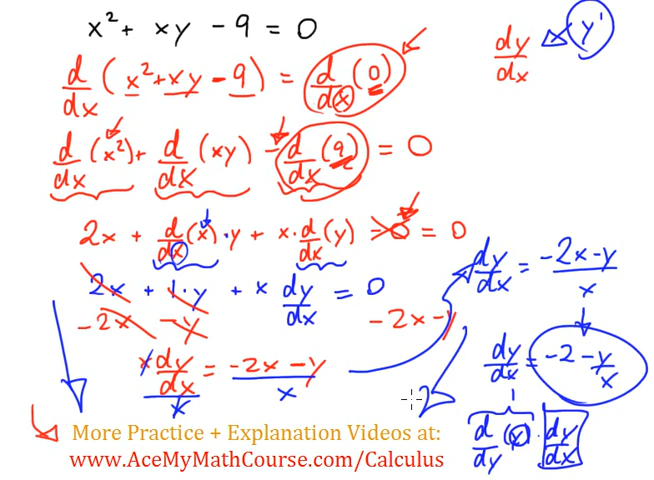 x² + xy - 9 = 0
dy/dx y'
d/dx (x² + xy - 9) = d/dx (0)
d/dx (x²) + d/dx (xy) - d/dx (9) = 0
2x + d/dx (x) · y + x · d/dx (y) - 0 = 0
2x + 1 · y + x dy/dx = 0
-2x - y -2x - y
x dy/dx / x = -2x - y / x
dy/dx = -2x - y / x
dy/dx = -2 - y/x
d/dy (x) · dy/dx
More Practice + Explanation Videos at:
www.AceMyMathCourse.com/Calculus